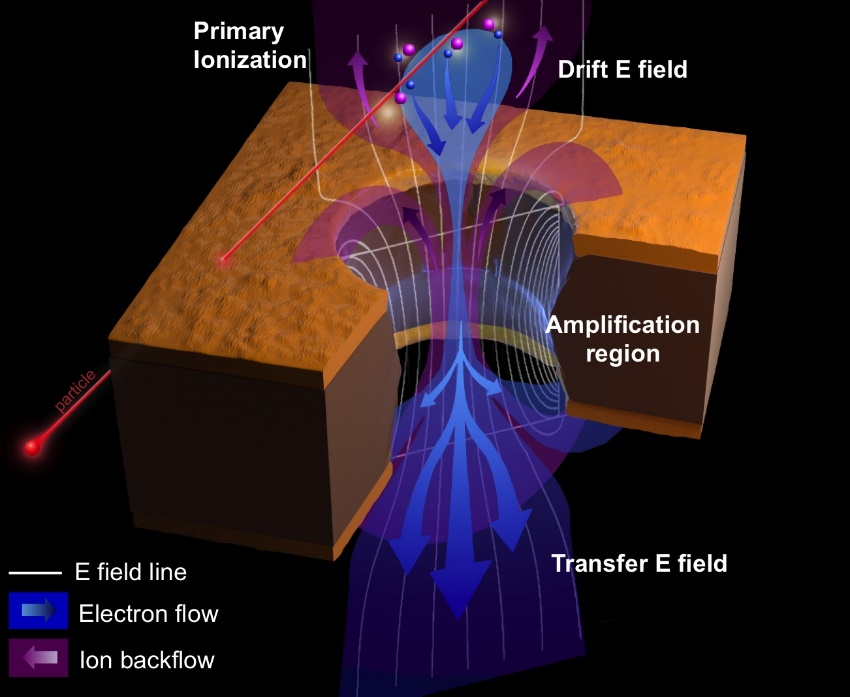 Primary
Ionization
Drift E field
Amplification
region
particle
Transfer E field
E field line
Electron flow
Ion backflow